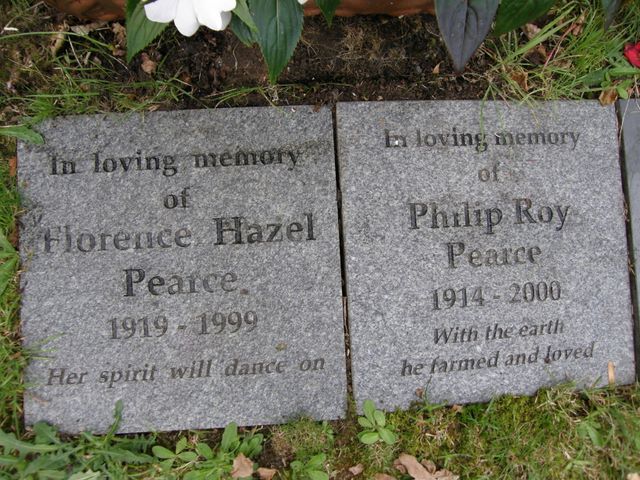 In loving memory
of
Florence Hazel
Pearce
1919 - 1999
Her spirit will dance on
In loving memory
of
Philip Roy
Pearce
1914 - 2000
With the earth
he farmed and loved